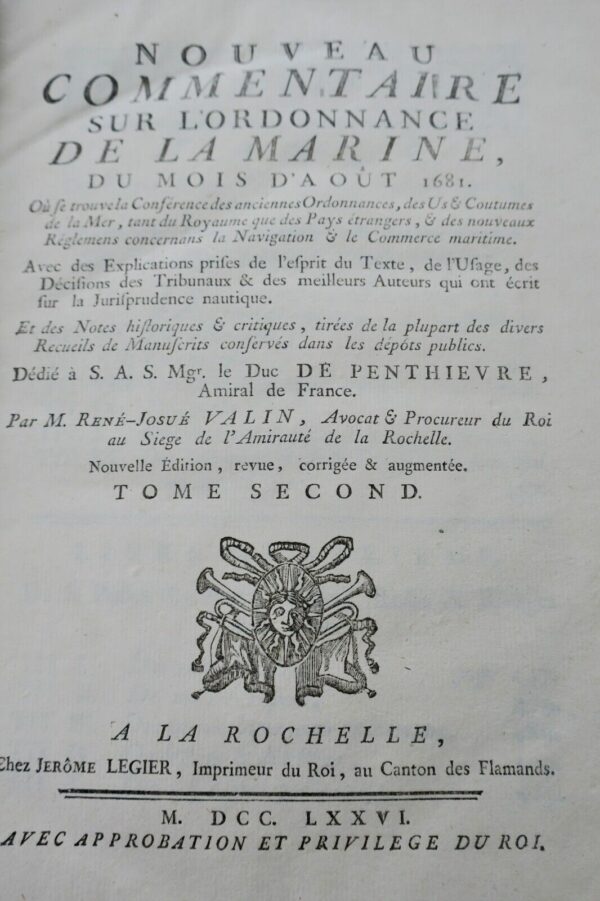 NOUVEAU
COMMENTAIRE
SUR L'ORDONNANCE
DE LA MARINE,
DU MOIS D'AOÛT 1681.
Où se trouve la Conférence des anciennes Ordonnances, des Us & Coutumes
de la Mer, tant du Royaume que des Pays étrangers, & des nouveaux
Réglemens concernans la Navigation & le Commerce maritime.
Avec des Explications prises de l'esprit du Texte, de l'Usage, des
Décisions des Tribunaux & des meilleurs Auteurs qui ont écrit
sur la Jurisprudence nautique.
Et des Notes historiques & critiques, tirées de la plupart des divers
Recueils de Manuscrits conservés dans les dépôts publics.
Dédié à S. A. S. Mgr. le Duc DE PENTHIEVRE,
Amiral de France.
Par M. RENÉ-JOSUÉ VALIN, Avocat & Procureur du Roi
au Siege de l'Amirauté de la Rochelle.
Nouvelle Édition, revue, corrigée & augmentée.
TOME SECOND.
A LA ROCHELLE,
Chez JERÔME LEGIER, Imprimeur du Roi, au Canton des Flamands.
M. DCC. LXXVI.
AVEC APPROBATION ET PRIVILEGE DU ROI.